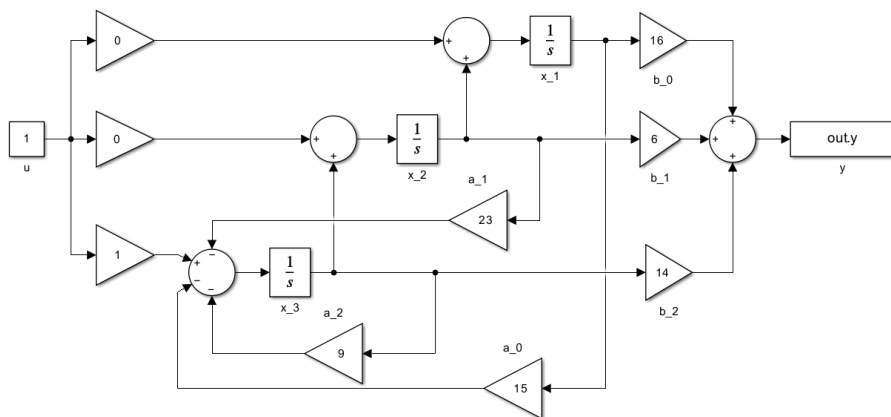 0
+
+
1
s
x_1
16
b_0
1
u
0
+
+
1
s
x_2
6
b_1
+
+
+
out.y
y
a_1
23
1
+
−
−
−
1
s
x_3
14
b_2
a_2
9
a_0
15